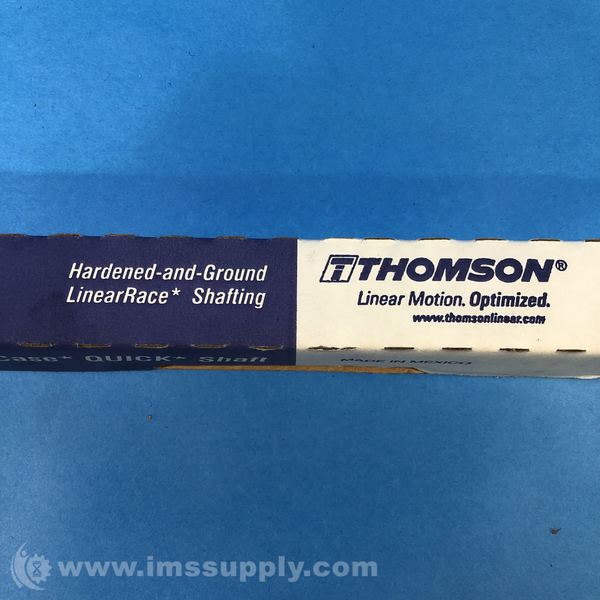 Hardened-and-Ground
LinearRace* Shafting
THOMSON®
Linear Motion. Optimized.
www.thomsonlinear.com
Case* QUICK* Shaft
MADE IN MEXICO
www.imssupply.com